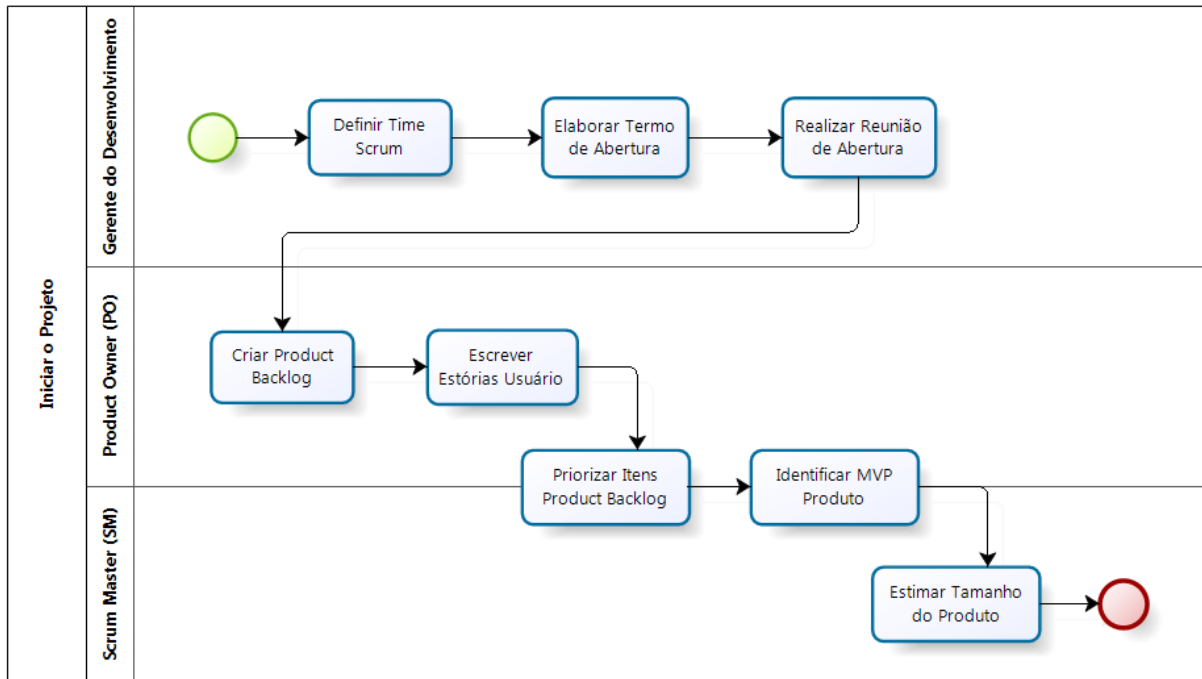 Iniciar o Projeto
Gerente do Desenvolvimento
Definir Time
Scrum
Elaborar Termo
de Abertura
Realizar Reunião
de Abertura
Product Owner (PO)
Criar Product
Backlog
Escrever
Estórias Usuário
Priorizar Itens
Product Backlog
Identificar MVP
Produto
Scrum Master (SM)
Estimar Tamanho
do Produto